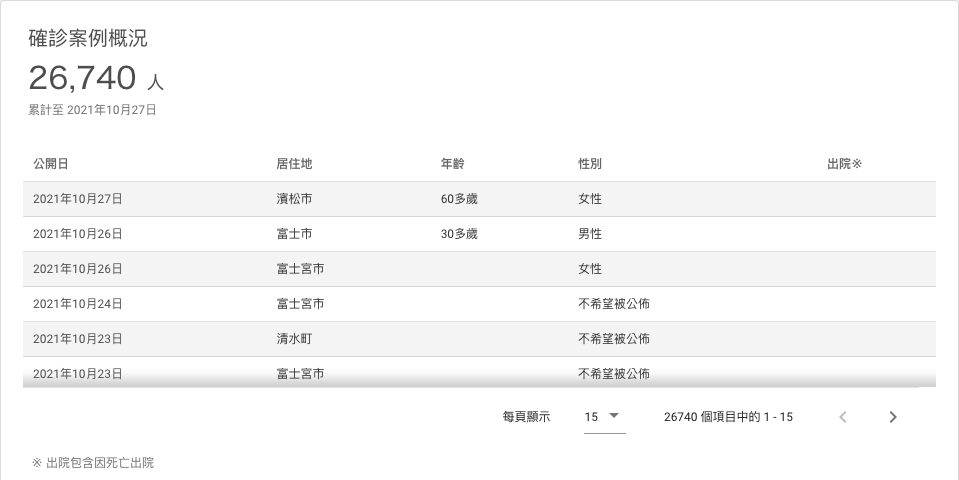 確診案例概況
26,740 人
累計至 2021年10月27日
公開日 居住地 年齡 性別 出院※
2021年10月27日 濱松市 60多歲 女性
2021年10月26日 富士市 30多歲 男性
2021年10月26日 富士宮市 女性
2021年10月24日 富士宮市 不希望被公佈
2021年10月23日 清水町 不希望被公佈
2021年10月23日 富士宮市 不希望被公佈
每頁顯示 15 26740 個項目中的 1 - 15
※ 出院包含因死亡出院